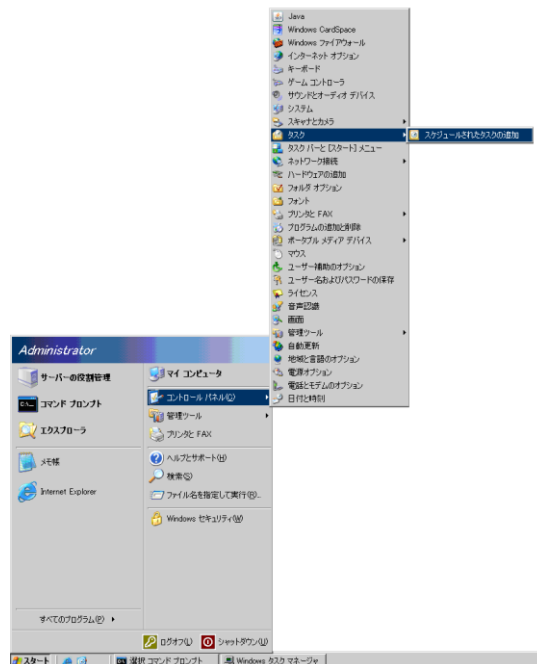 Java
Windows CardSpace
Windows ファイアウォール
インターネット オプション
キーボード
ゲーム コントローラ
サウンドとオーディオ デバイス
システム
スキャナとカメラ
タスク
スケジュールされたタスクの追加
タスク バーと [スタート] メニュー
ネットワーク接続
ハードウェアの追加
フォルダ オプション
フォント
プリンタと FAX
プログラムの追加と削除
ポータブル メディア デバイス
マウス
ユーザー補助のオプション
ユーザー名およびパスワードの保存
ライセンス
音声認識
画面
管理ツール
自動更新
地域と言語のオプション
電源オプション
電話とモデムのオプション
日付と時刻
Administrator
サーバーの役割管理
コマンド プロンプト
エクスプローラ
メモ帳
Internet Explorer
すべてのプログラム(P)
マイ コンピュータ
コントロール パネル(C)
管理ツール
プリンタと FAX
ヘルプとサポート(H)
検索(S)
ファイル名を指定して実行(R)...
Windows セキュリティ(W)
ログオフ(L)
シャットダウン(U)
スタート
選択 コマンド プロンプト
Windows タスク マネージャ